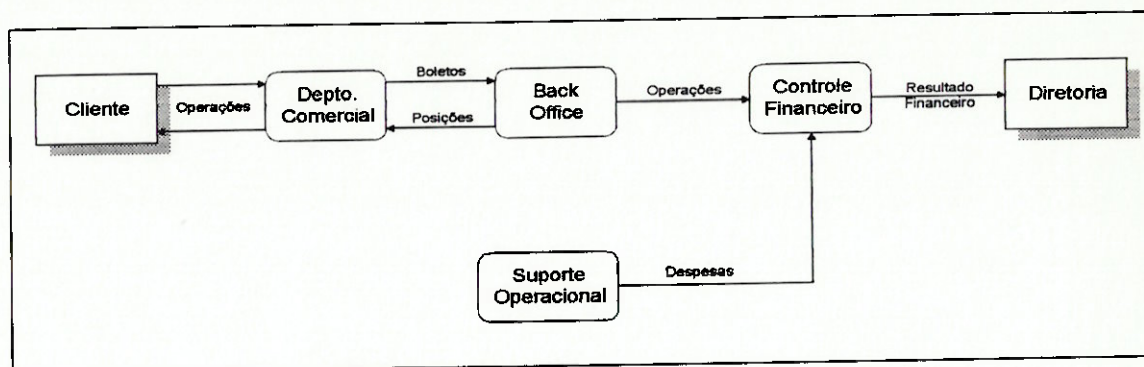 Cliente
Operações
Depto.
Comercial
Boletos
Posições
Back
Office
Operações
Controle
Financeiro
Resultado
Financeiro
Diretoria
Suporte
Operacional
Despesas